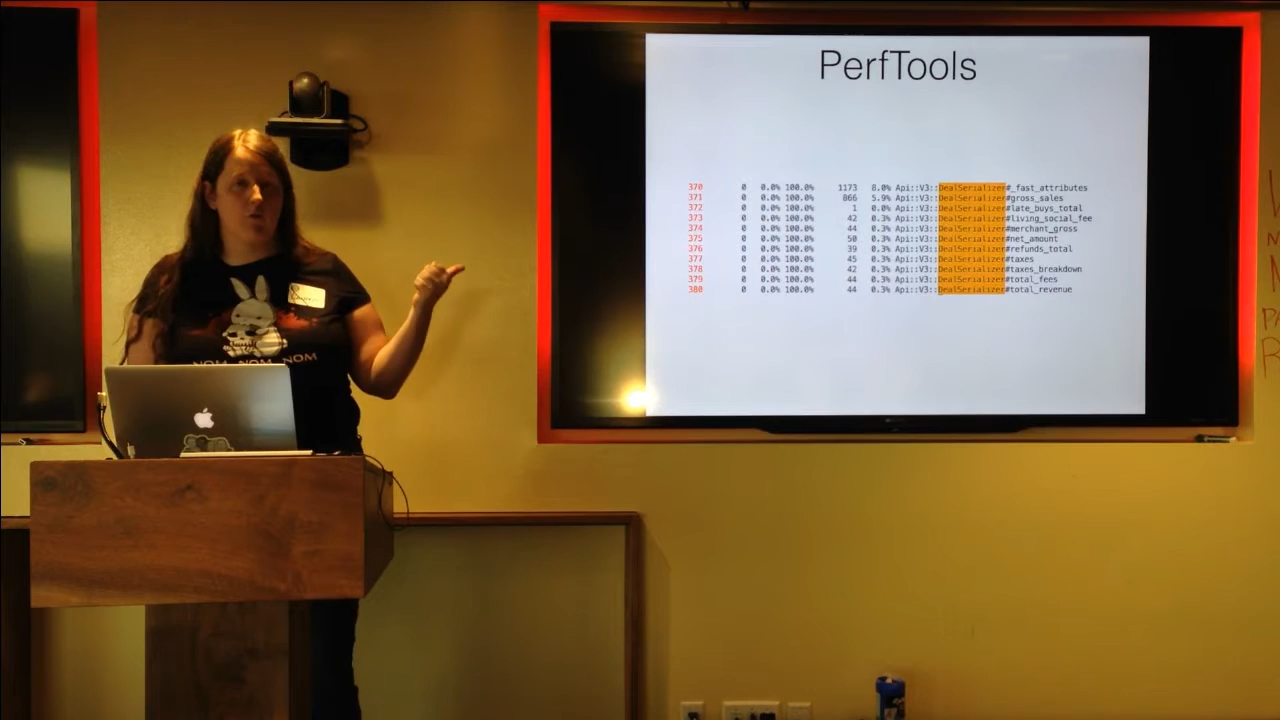 PerfTools
370 0 0.0% 100.0% 1173 8.0% Api::V3::DealSerializer#_fast_attributes
371 0 0.0% 100.0% 866 5.9% Api::V3::DealSerializer#gross_sales
372 0 0.0% 100.0% 1 0.0% Api::V3::DealSerializer#late_buys_total
373 0 0.0% 100.0% 42 0.3% Api::V3::DealSerializer#living_social_fee
374 0 0.0% 100.0% 44 0.3% Api::V3::DealSerializer#merchant_gross
375 0 0.0% 100.0% 50 0.3% Api::V3::DealSerializer#net_amount
376 0 0.0% 100.0% 39 0.3% Api::V3::DealSerializer#refunds_total
377 0 0.0% 100.0% 45 0.3% Api::V3::DealSerializer#taxes
378 0 0.0% 100.0% 42 0.3% Api::V3::DealSerializer#taxes_breakdown
379 0 0.0% 100.0% 44 0.3% Api::V3::DealSerializer#total_fees
380 0 0.0% 100.0% 44 0.3% Api::V3::DealSerializer#total_revenue
NOM NOM NOM